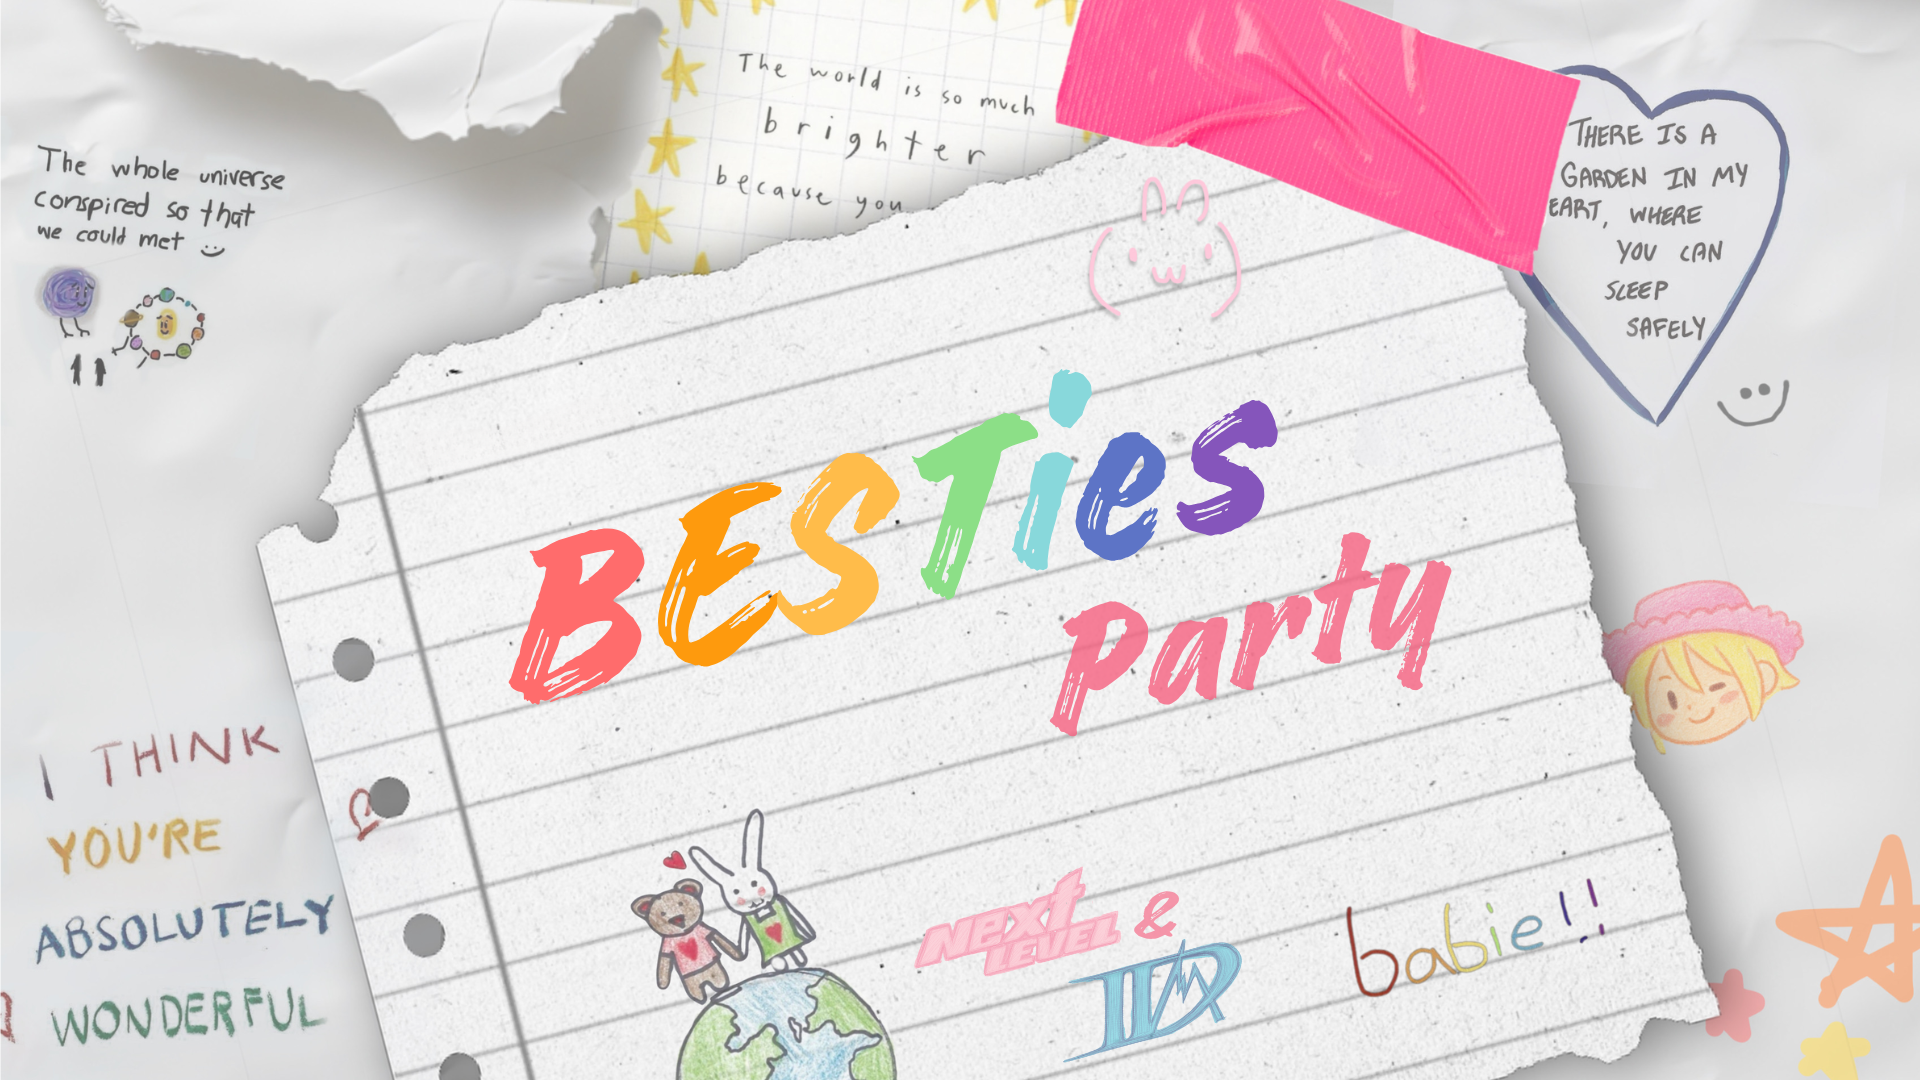 The world is so much
brighter
because you
The whole universe
conspired so that
we could met
THERE IS A
GARDEN IN MY
EART, WHERE
YOU CAN
SLEEP
SAFELY
BESTieS
Party
I THINK
YOU'RE
ABSOLUTELY
WONDERFUL
Next
LEVEL &
babie!!